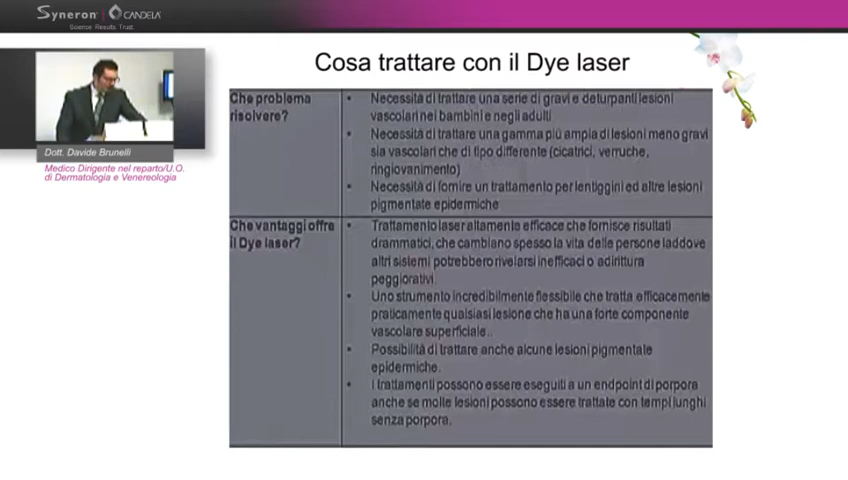 Syneron CANDELA
Science. Results. Trust.
Cosa trattare con il Dye laser
Dott. Davide Brunelli
Medico Dirigente nel reparto/U.O.
di Dermatologia e Venereologia
Che problema
risolvere?
• Necessità di trattare una serie di gravi e deturpanti lesioni
vascolari nei bambini e negli adulti
• Necessità di trattare una gamma più ampia di lesioni meno gravi
sia vascolari che di tipo differente (cicatrici, verruche,
ringiovanimento)
• Necessità di fornire un trattamento per lentiggini ed altre lesioni
pigmentate epidermiche
Che vantaggi offre
il Dye laser?
• Trattamento laser altamente efficace che fornisce risultati
drammatici, che cambiano spesso la vita delle persone laddove
altri sistemi potrebbero rivelarsi inefficaci o adirittura
peggiorativi.
• Uno strumento incredibilmente flessibile che tratta efficacemente
praticamente qualsiasi lesione che ha una forte componente
vascolare superficiale..
• Possibilità di trattare anche alcune lesioni pigmentate
epidermiche.
• I trattamenti possono essere eseguiti a un endpoint di porpora
anche se molte lesioni possono essere trattate con tempi lunghi
senza porpora.